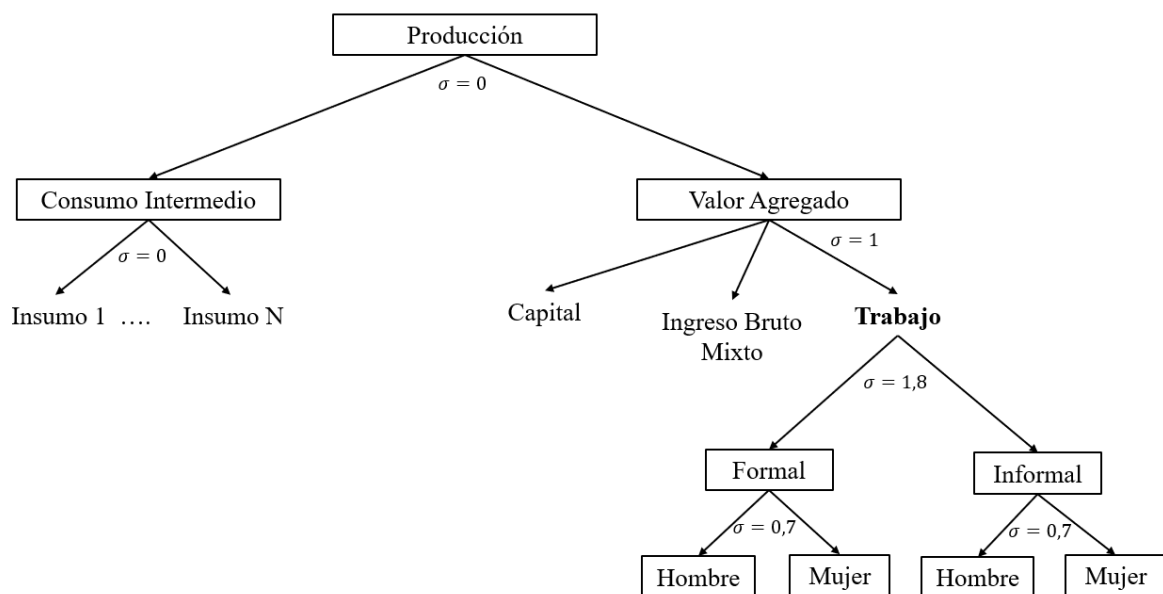 Producción
σ = 0
Consumo Intermedio
Valor Agregado
σ = 0
σ = 1
Insumo 1 …. Insumo N
Capital
Ingreso Bruto
Mixto
Trabajo
σ = 1,8
Formal
Informal
σ = 0,7
σ = 0,7
Hombre
Mujer
Hombre
Mujer